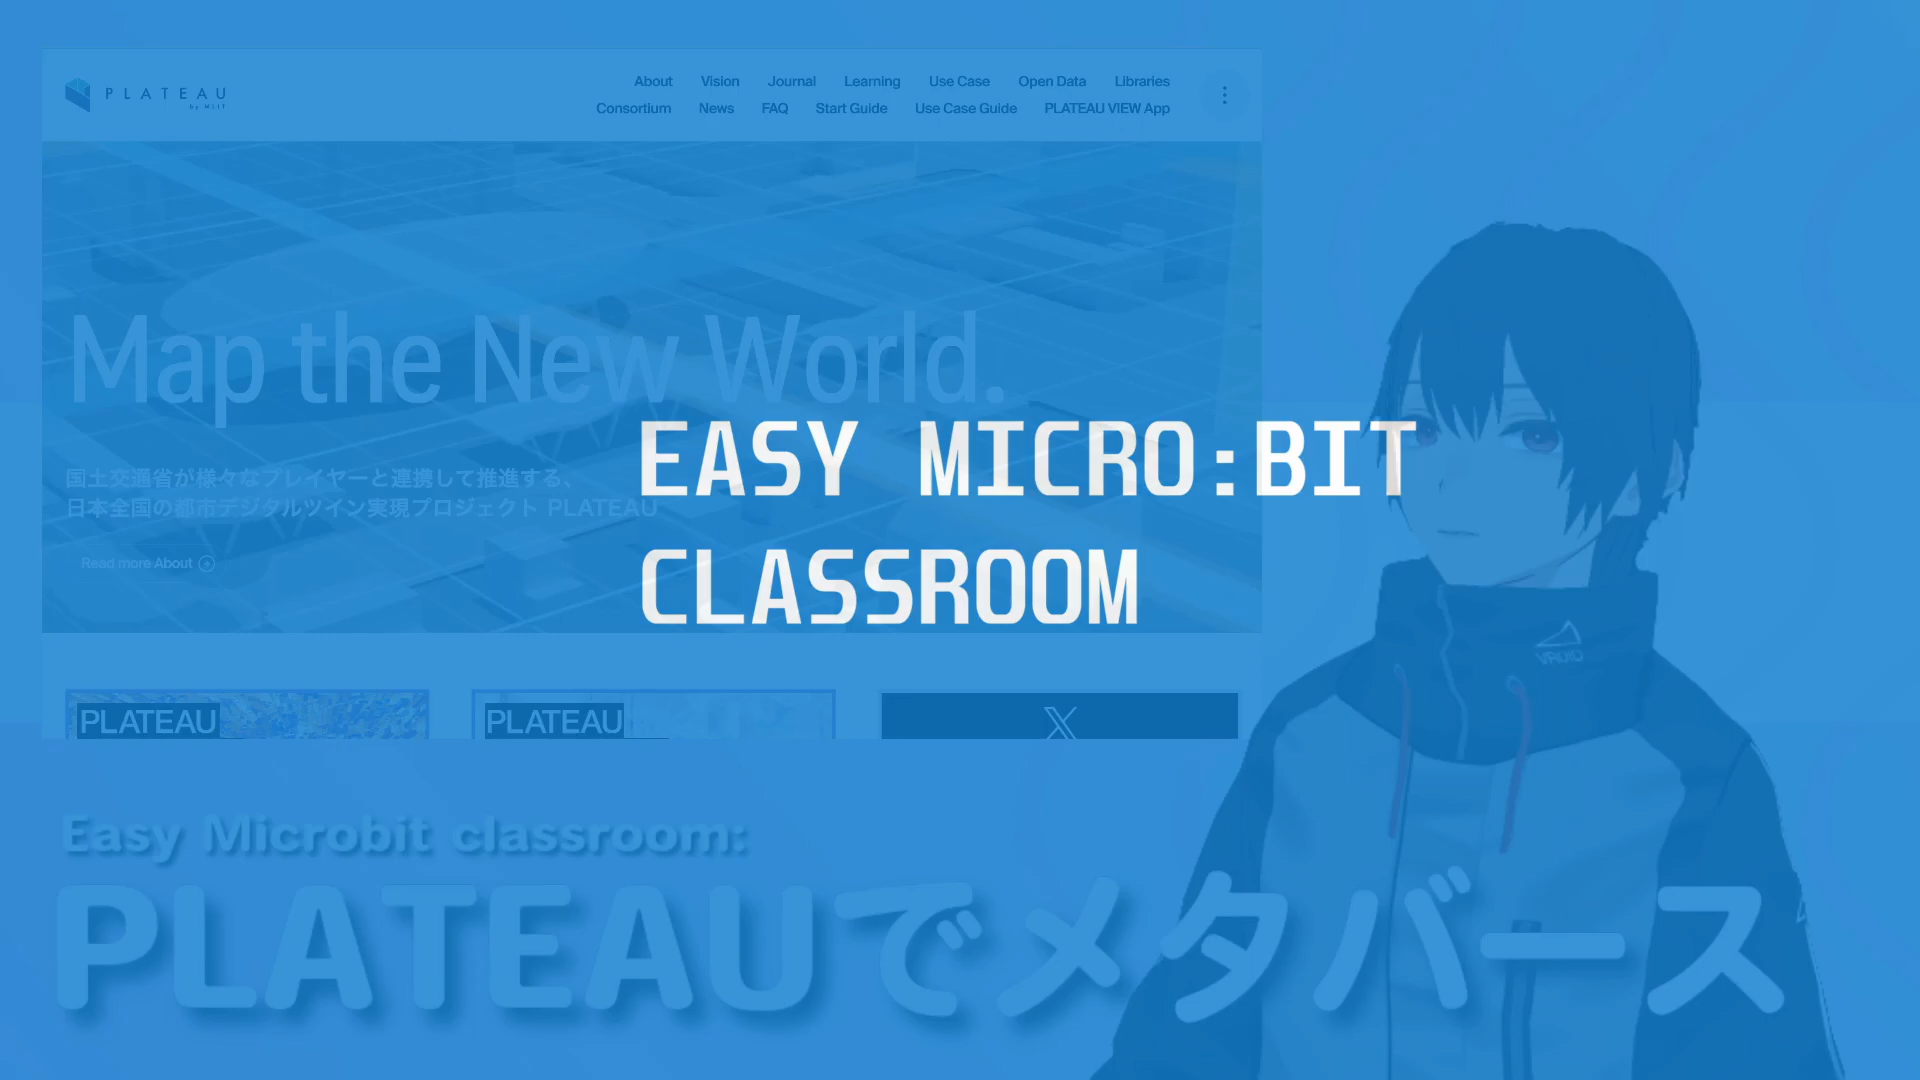 PLATEAU
by MLIT
About Vision Journal Learning Use Case Open Data Libraries
Consortium News FAQ Start Guide Use Case Guide PLATEAU VIEW App
Map the New World.
EASY MICRO:BIT
CLASSROOM
国土交通省が様々なプレイヤーと連携して推進する、
日本全国の都市デジタルツイン実現プロジェクト PLATEAU
Read more About
VROID
PLATEAU
PLATEAU
X
Easy Microbit classroom:
PLATEAUでメタバース